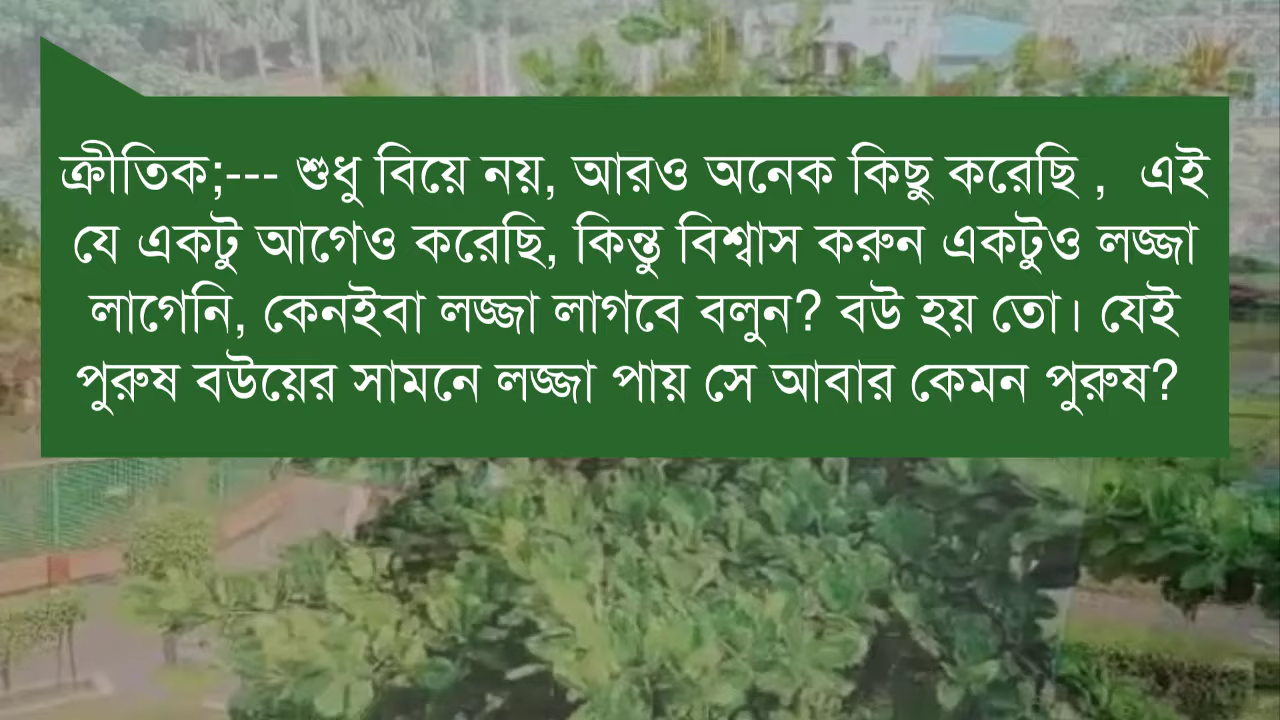 ক্রীতিক;--- শুধু বিয়ে নয়, আরও অনেক কিছু করেছি ,  এই
যে একটু আগেও করেছি, কিন্তু বিশ্বাস করুন একটুও লজ্জা
লাগেনি, কেনইবা লজ্জা লাগবে বলুন? বউ হয় তো। যেই
পুরুষ বউয়ের সামনে লজ্জা পায় সে আবার কেমন পুরুষ?